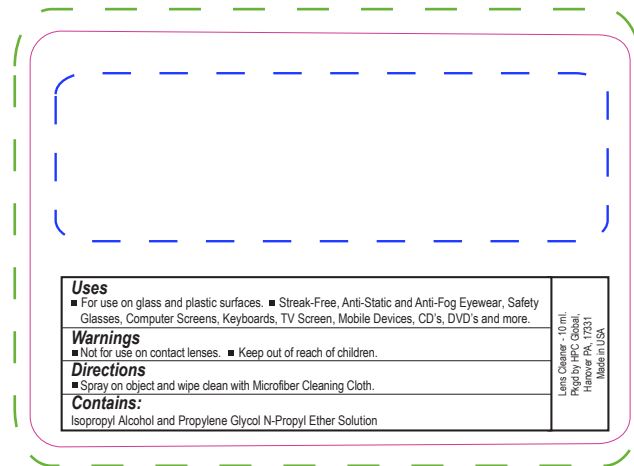 Uses
■ For use on glass and plastic surfaces. ■ Streak-Free, Anti-Static and Anti-Fog Eyewear, Safety
Glasses, Computer Screens, Keyboards, TV Screen, Mobile Devices, CD's, DVD's and more.
Warnings
■ Not for use on contact lenses. ■ Keep out of reach of children.
Directions
■ Spray on object and wipe clean with Microfiber Cleaning Cloth.
Contains:
Isopropyl Alcohol and Propylene Glycol N-Propyl Ether Solution
Lens Cleaner - 10 ml.
Pkgd by HPC Global,
Hanover PA, 17331
Made in USA